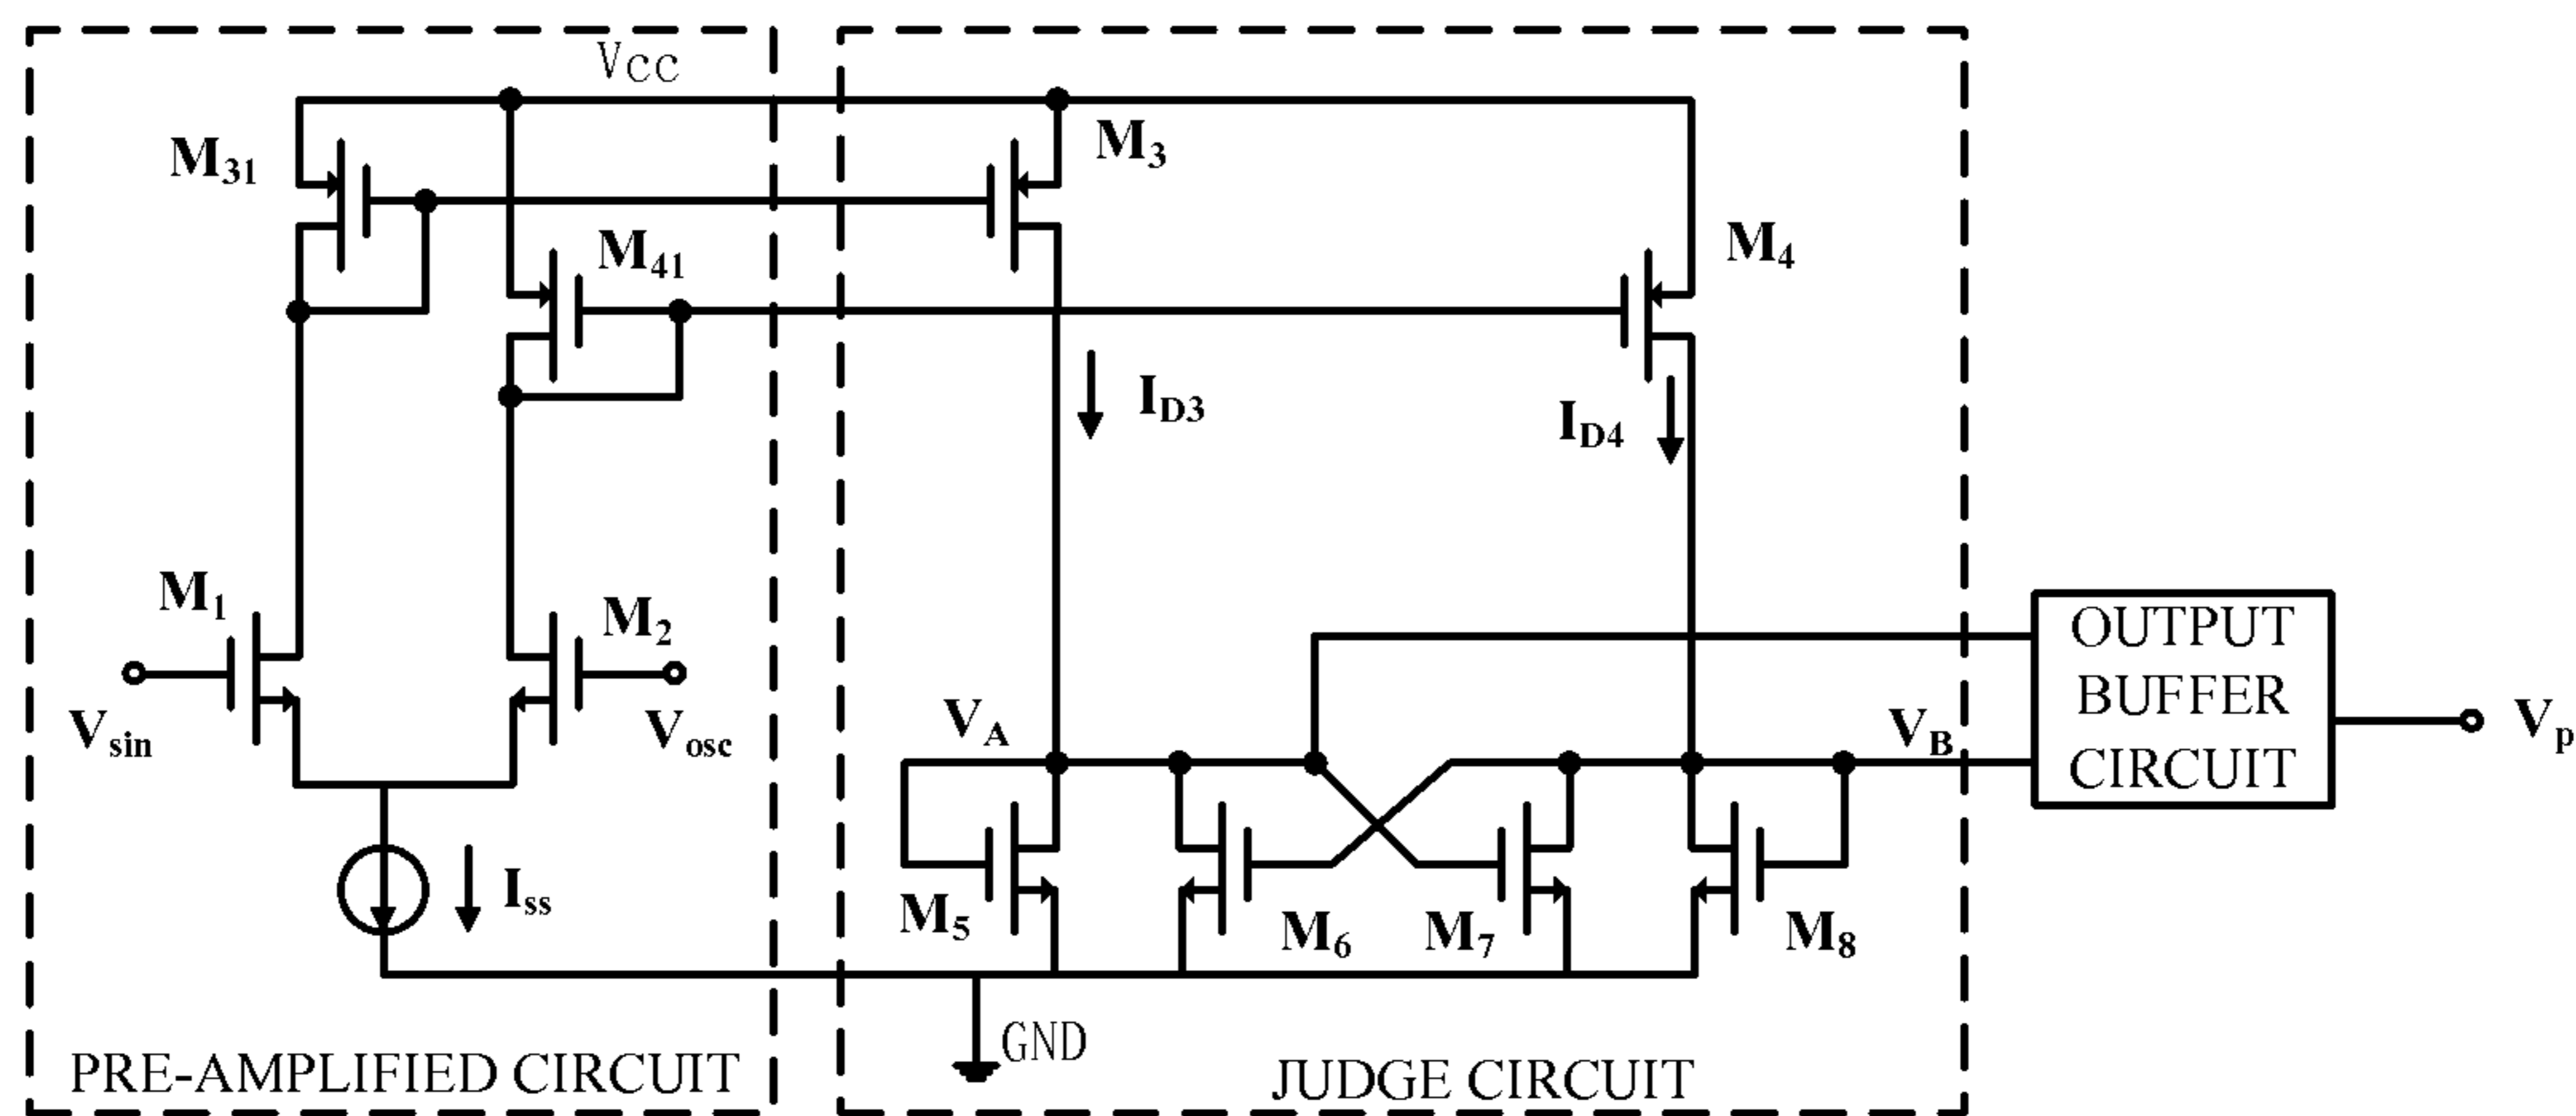 VCC
M31
M3
M41
M4
ID3
ID4
M1
M2
Vsin
Vosc
VA
VB
OUTPUT
BUFFER
CIRCUIT
Vp
Iss
M5
M6
M7
M8
GND
PRE-AMPLIFIED CIRCUIT
JUDGE CIRCUIT